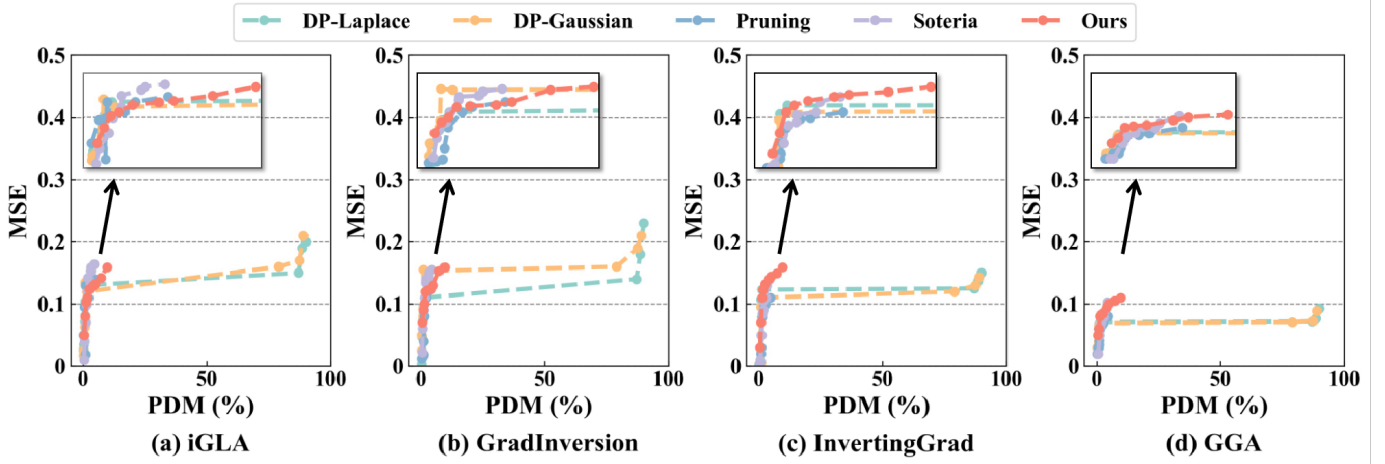 DP-Laplace DP-Gaussian Pruning Soteria Ours
0.5 0.5 0.5 0.5
0.4 0.4 0.4 0.4
0.3 0.3 0.3 0.3
MSE MSE MSE MSE
0.2 0.2 0.2 0.2
0.1 0.1 0.1 0.1
0 0 0 0
0 50 100 0 50 100 0 50 100 0 50 100
PDM (%) PDM (%) PDM (%) PDM (%)
(a) iGLA (b) GradInversion (c) InvertingGrad (d) GGA